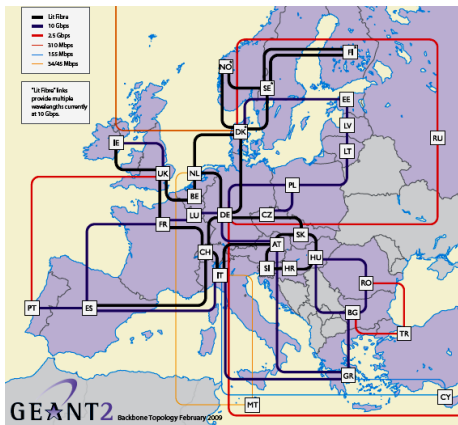 Lit Fibra
10 Gbps
2.5 Gbps
310 Mbps
155 Mbps
34/45 Mbps
"Lit Fibre" links
provide multiple
wavelengths currently
at 10 Gbps.
NO*
FI*
SE*
EE
DK*
LV
RU
IE
LT
UK
NL
PL
BE
LU
DE
CZ
FR
SK
CH
AT
HU
IT
SI
HR
RO
PT
ES
BG
TR
GR
CY
MT
GEANT2
Backbone Topology February 2009